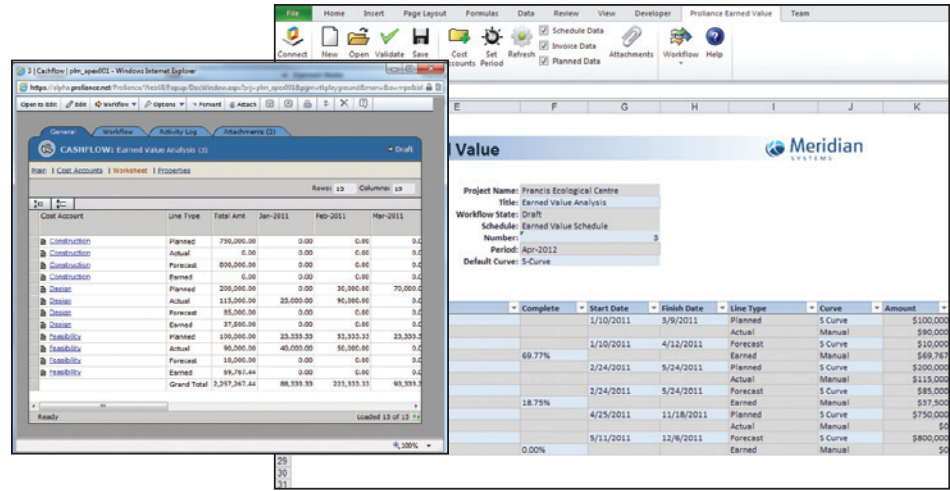 File Home Insert Page Layout Formulas Data Review View Developer Proliance Earned Value Team
Connect New Open Validate Save Cost Set Period Refresh Schedule Data Invoice Data Planned Data Attachments Workflow Help
3 | Cashflow | plm_apex001 - Windows Internet Explorer
Open to Edit Edit Workflow Options Forward Attach
General Workflow Activity Log Attachments (2)
CASHFLOW: Earned Value Analysis (3) Draft
Main | Cost Accounts | Worksheet | Properties
Rows: 13 Columns: 19
Cost Account Line Type Total Amt Jan-2011 Feb-2011 Mar-2011
Construction Planned 750,000.00 0.00 0.00 0.0
Construction Actual 0.00 0.00 0.00 0.0
Construction Forecast 800,000.00 0.00 0.00 0.0
Construction Earned 0.00 0.00 0.00 0.0
Design Planned 200,000.00 0.00 30,000.00 70,000.0
Design Actual 115,000.00 25,000.00 90,000.00 0.0
Design Forecast 85,000.00 0.00 0.00 0.0
Design Earned 37,500.00 0.00 0.00 0.0
Feasibility Planned 100,000.00 23,333.33 53,333.33 23,333.3
Feasibility Actual 90,000.00 40,000.00 50,000.00 0.0
Feasibility Forecast 10,000.00 0.00 0.00 0.0
Feasibility Earned 69,767.44 0.00 0.00 0.0
Grand Total 2,257,267.44 88,333.33 223,333.33 93,333.3
Ready Loaded 13 of 13
100%
E F G H I J K
Value Meridian
SYSTEMS
Project Name: Francis Ecological Centre
Title: Earned Value Analysis
Workflow State: Draft
Schedule: Earned Value Schedule
Number: 3
Period: Apr-2012
Default Curve: S-Curve
Complete Start Date Finish Date Line Type Curve Amount
1/10/2011 3/9/2011 Planned S Curve $100,000
Actual Manual $90,000
1/10/2011 4/12/2011 Forecast S Curve $10,000
69.77% Earned Manual $69,767
2/24/2011 5/24/2011 Planned S Curve $200,000
Actual Manual $115,000
2/24/2011 5/24/2011 Forecast S Curve $85,000
18.75% Earned Manual $37,500
4/25/2011 11/18/2011 Planned S Curve $750,000
Actual Manual $0
5/11/2011 12/6/2011 Forecast S Curve $800,000
0.00% Earned Manual $0
29
30
31